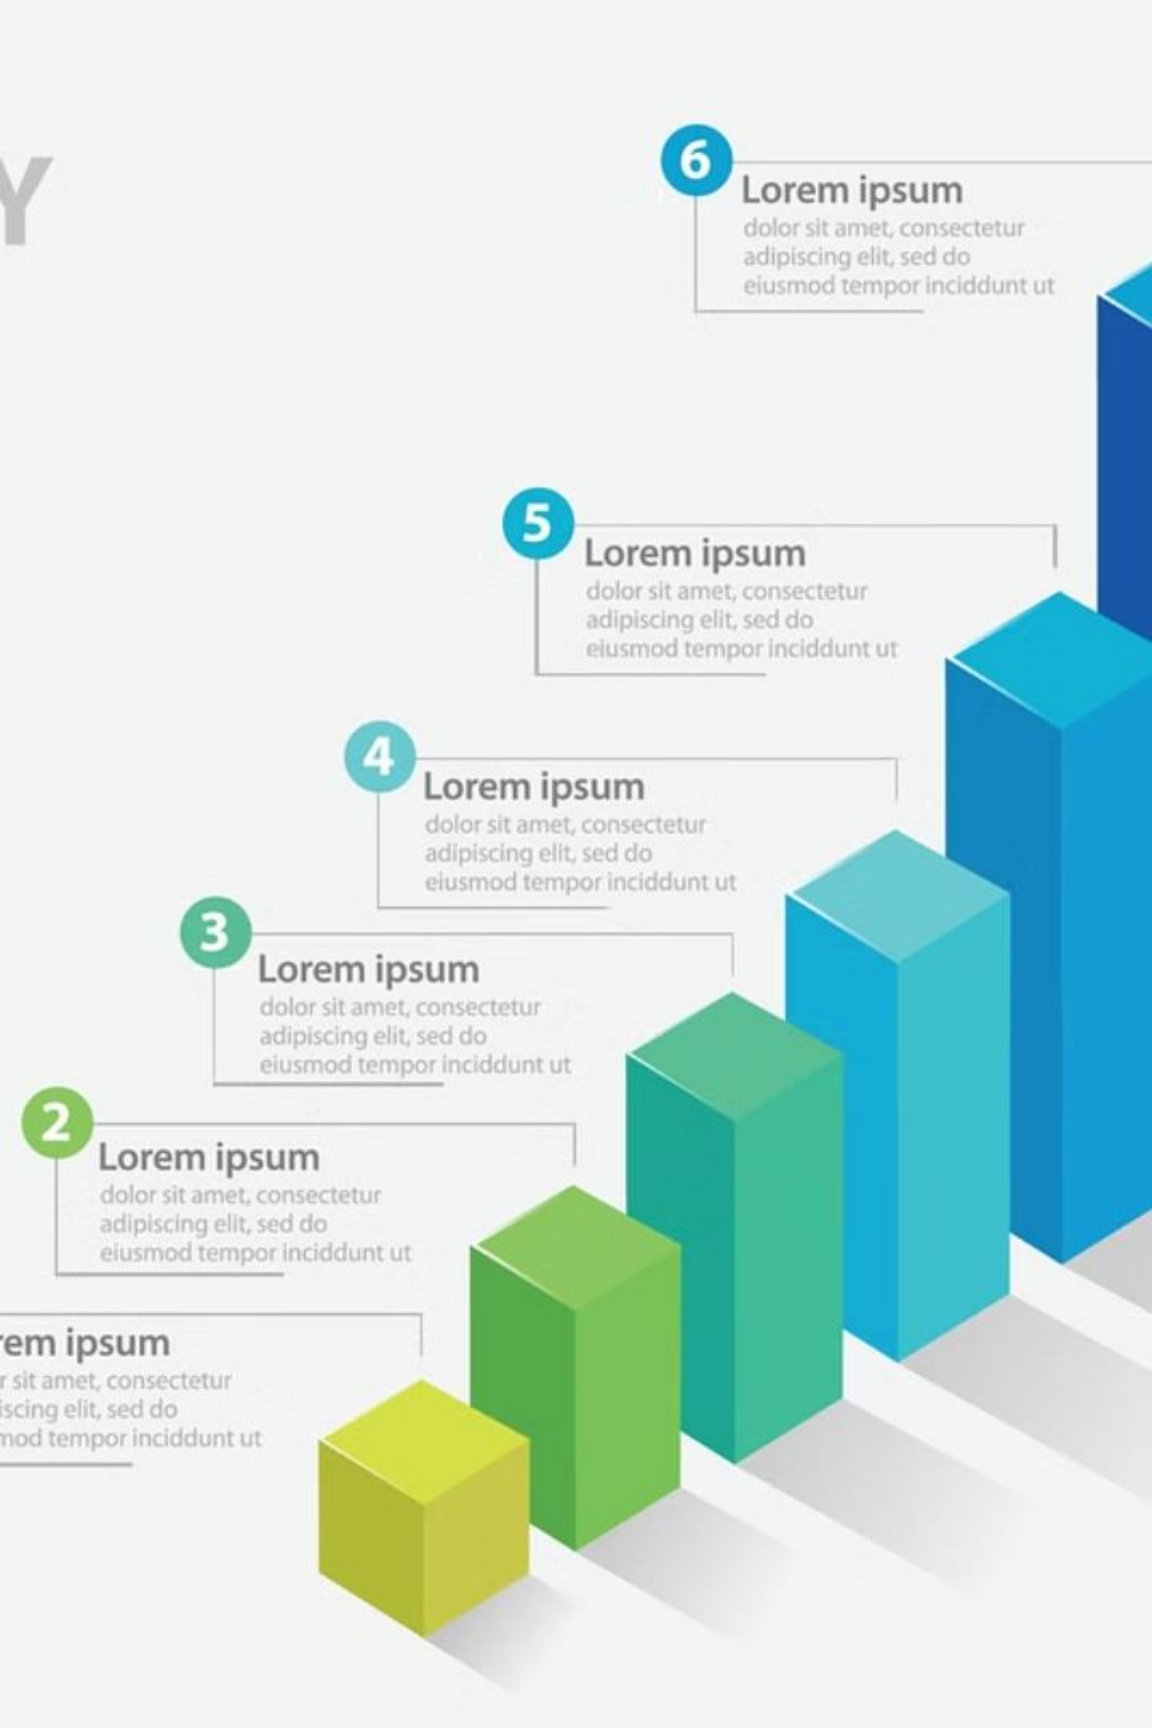 Y
6
Lorem ipsum
dolor sit amet, consectetur
adipiscing elit, sed do
eiusmod tempor inciddunt ut
5
Lorem ipsum
dolor sit amet, consectetur
adipiscing elit, sed do
eiusmod tempor inciddunt ut
4
Lorem ipsum
dolor sit amet, consectetur
adipiscing elit, sed do
eiusmod tempor inciddunt ut
3
Lorem ipsum
dolor sit amet, consectetur
adipiscing elit, sed do
eiusmod tempor inciddunt ut
2
Lorem ipsum
dolor sit amet, consectetur
adipiscing elit, sed do
eiusmod tempor inciddunt ut
rem ipsum
r sit amet, consectetur
iscing elit, sed do
mod tempor inciddunt ut